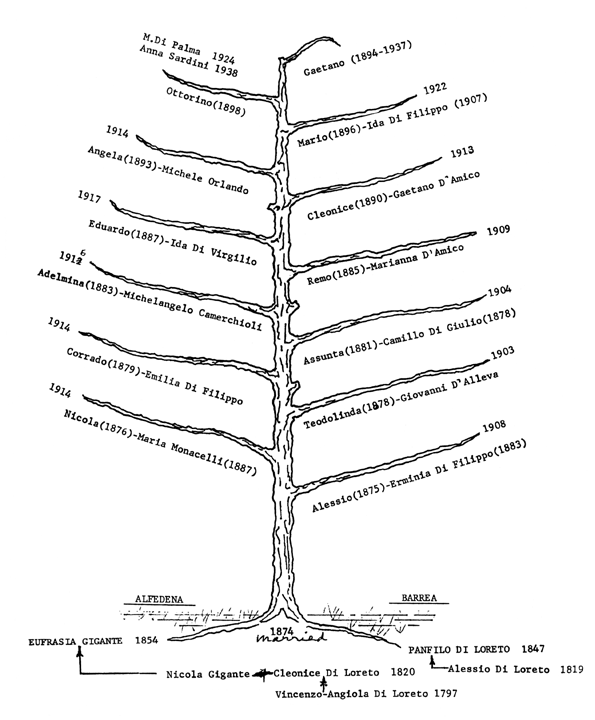 M.Di Palma 1924
Anna Sardini 1938
Ottorino(1898)
Gaetano (1894-1937)
1922
Mario(1896)-Ida Di Filippo (1907)
1914
Angela(1893)-Michele Orlando
1913
Cleonice(1890)-Gaetano D'Amico
1917
Eduardo(1887)-Ida Di Virgilio
1909
Remo(1885)-Marianna D'Amico
1912 6
Adelmina(1883)-Michelangelo Camerchioli
1904
Assunta(1881)-Camillo Di Giulio(1878)
1914
Corrado(1879)-Emilia Di Filippo
1903
Teodolinda(1878)-Giovanni D'Alleva
1914
Nicola(1876)-Maria Monacelli(1887)
1908
Alessio(1875)-Erminia Di Filippo(1883)
ALFEDENA
BARREA
1874
married
EUFRASIA GIGANTE 1854
PANFILO DI LORETO 1847
Nicola Gigante
Cleonice Di Loreto 1820
Alessio Di Loreto 1819
Vincenzo-Angiola Di Loreto 1797